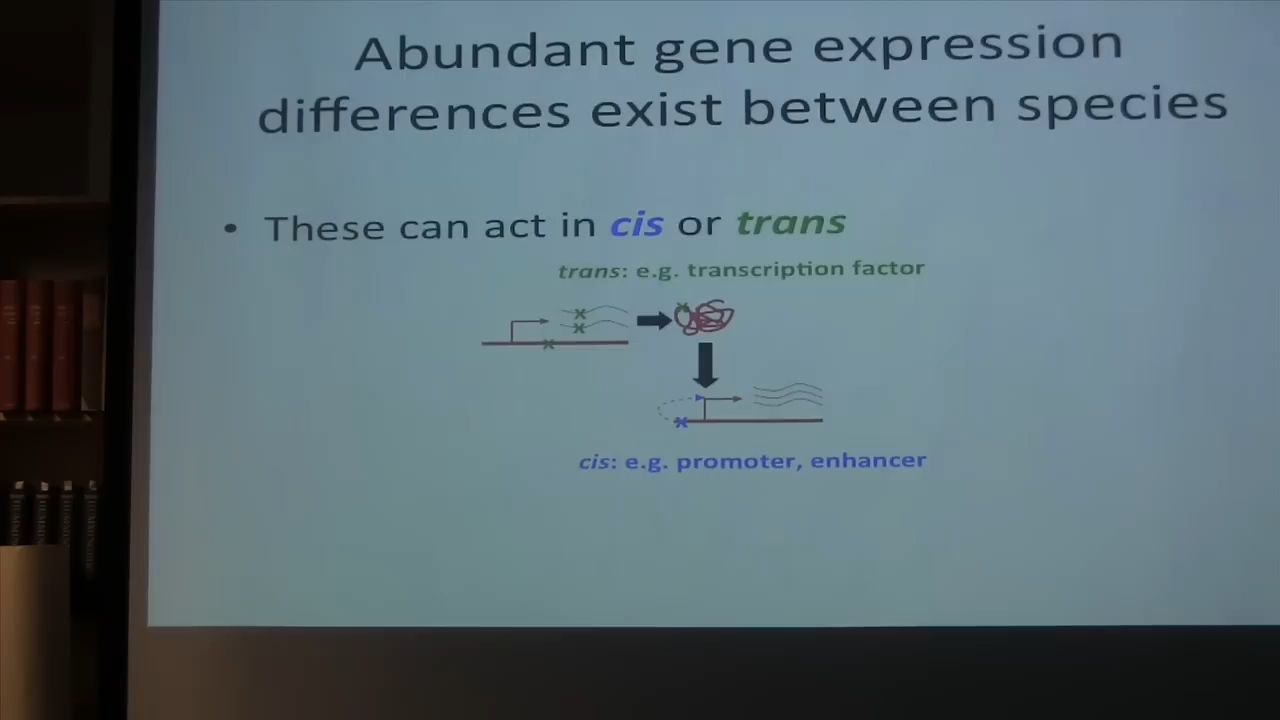 Abundant gene expression
differences exist between species
• These can act in cis or trans
trans: e.g. transcription factor
cis: e.g. promoter, enhancer